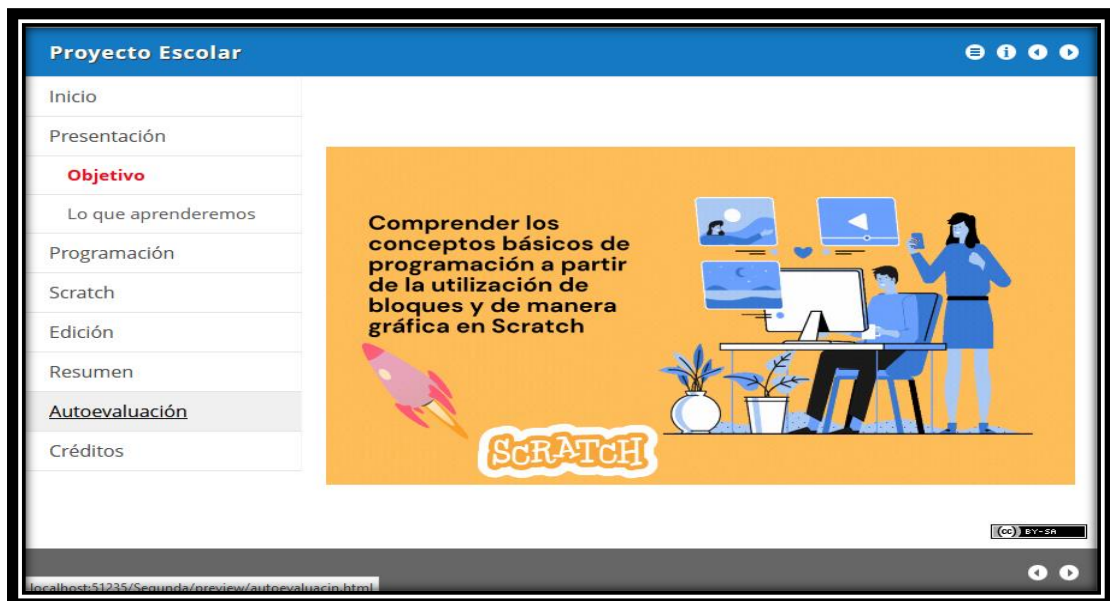 Proyecto Escolar
Inicio
Presentación
Objetivo
Lo que aprenderemos
Programación
Scratch
Edición
Resumen
Autoevaluación
Créditos
Comprender los
conceptos básicos de
programación a partir
de la utilización de
bloques y de manera
gráfica en Scratch
SCRATCH
(cc) BY-SA
localhost:51235/Segunda/preview/autoevaluacin.html